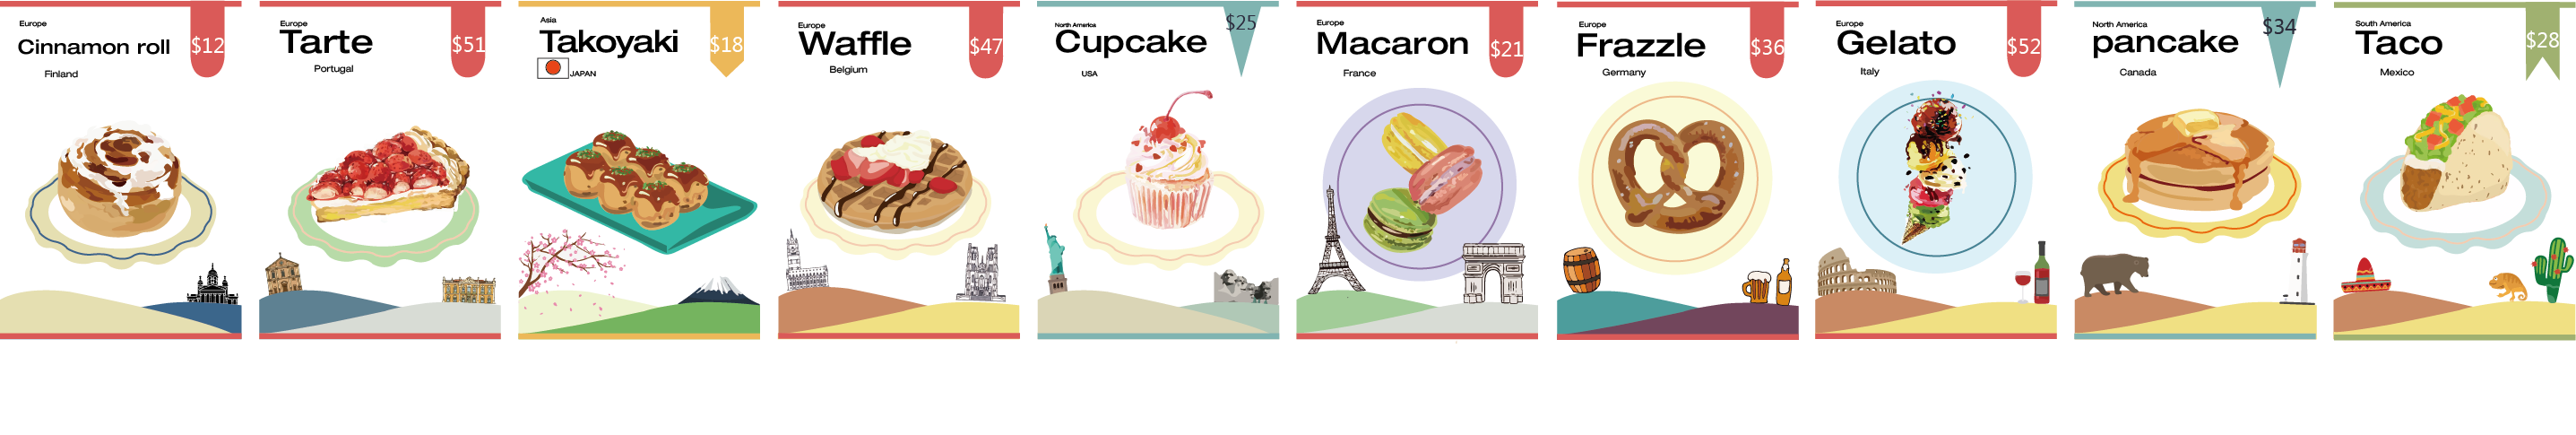 Europe
Cinnamon roll
$12
Finland
Europe
Tarte
$51
Portugal
Asia
Takoyaki
$18
JAPAN
Europe
Waffle
$47
Belgium
North America
Cupcake
$25
USA
Europe
Macaron
$21
France
Europe
Frazzle
$36
Germany
Europe
Gelato
$52
Italy
North America
pancake
$34
Canada
South America
Taco
$28
Mexico